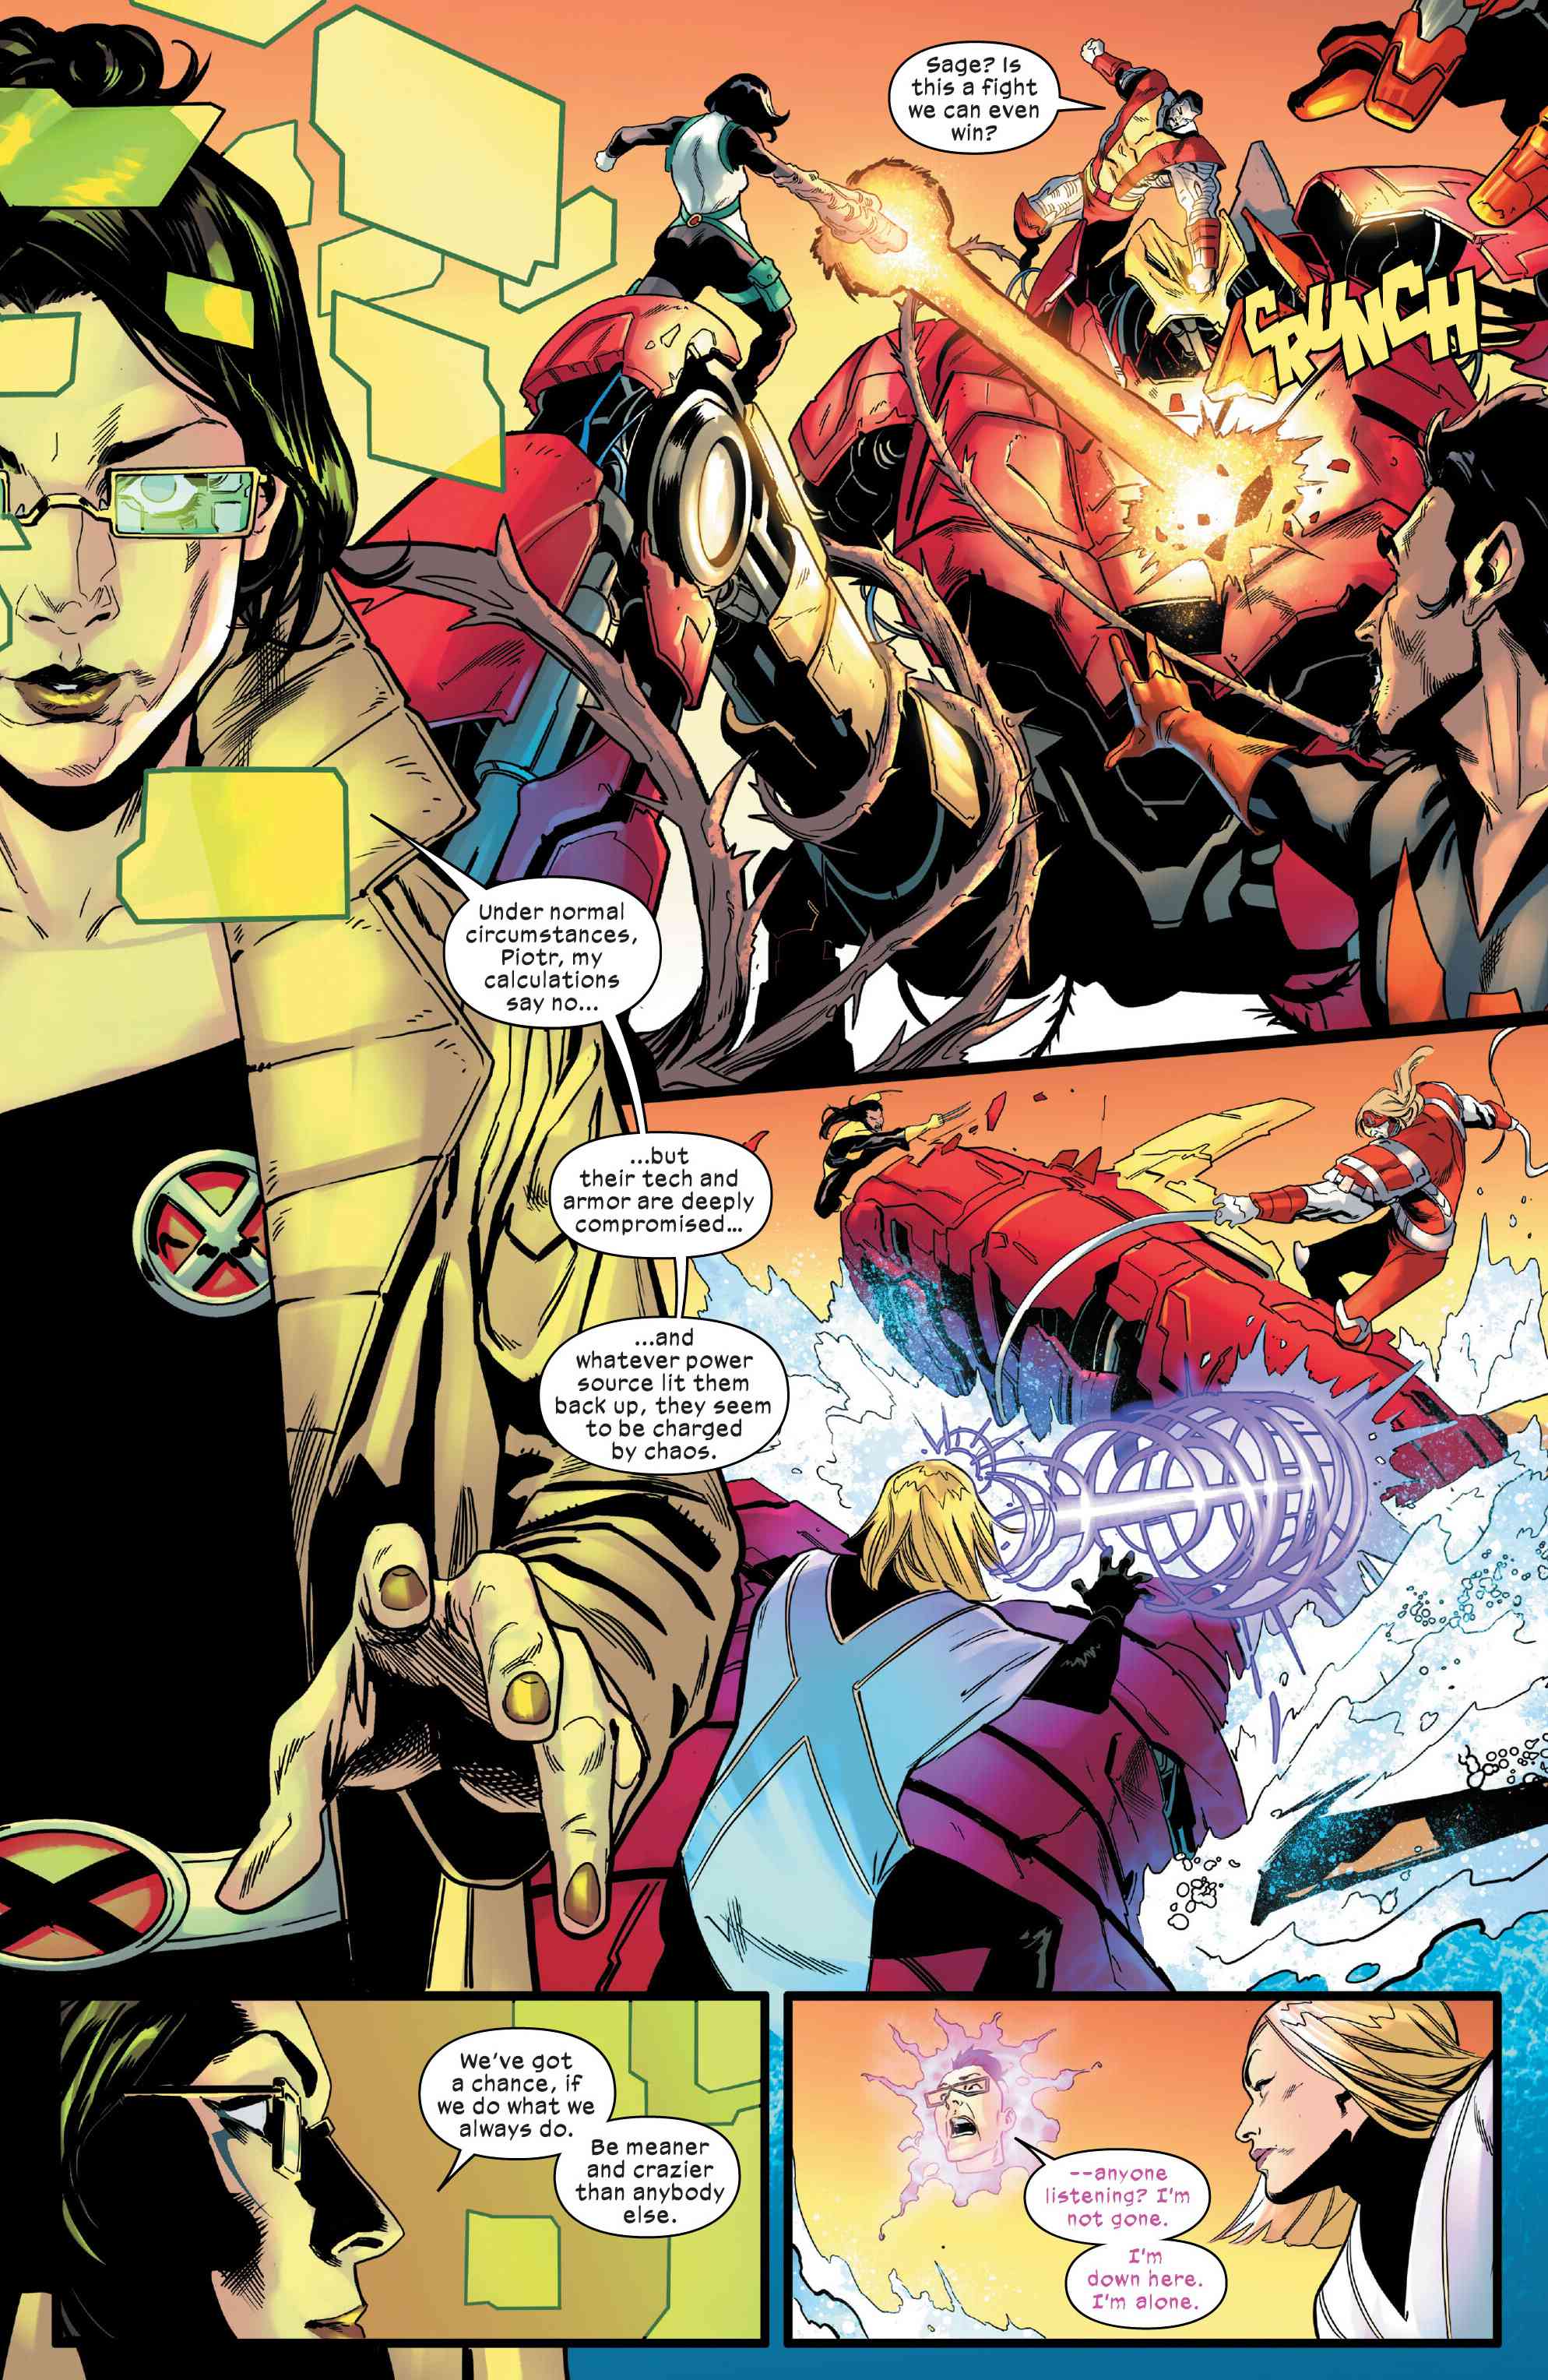 Sage? Is
this a fight
we can even
win?
CRUNCH
Under normal
circumstances,
Piotr, my
calculations
say no...
...but
their tech and
armor are deeply
compromised...
...and
whatever power
source lit them
back up, they seem
to be charged
by chaos.
We've got
a chance, if
we do what we
always do.
Be meaner
and crazier
than anybody
else.
--anyone
listening? I'm
not gone.
I'm
down here.
I'm alone.